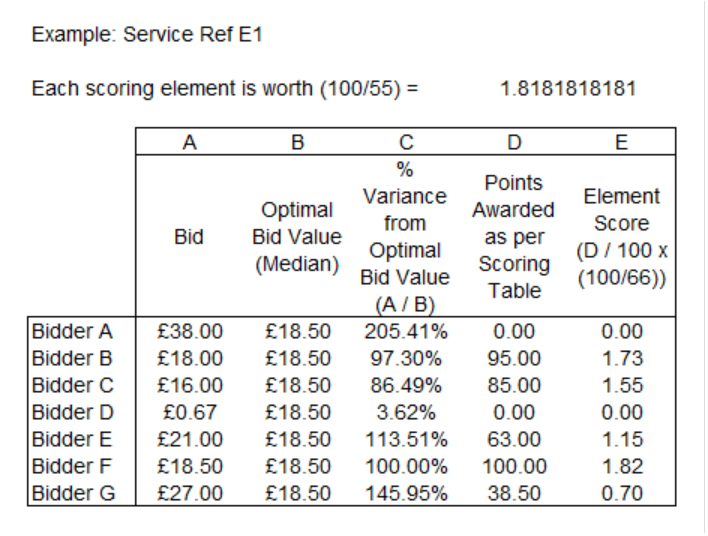 Example: Service Ref E1
Each scoring element is worth (100/55) = 1.8181818181
A B C D E
Bid
Optimal Bid Value (Median)
% Variance from Optimal Bid Value (A / B)
Points Awarded as per Scoring Table
Element Score (D / 100 x (100/66))
Bidder A £38.00 £18.50 205.41% 0.00 0.00
Bidder B £18.00 £18.50 97.30% 95.00 1.73
Bidder C £16.00 £18.50 86.49% 85.00 1.55
Bidder D £0.67 £18.50 3.62% 0.00 0.00
Bidder E £21.00 £18.50 113.51% 63.00 1.15
Bidder F £18.50 £18.50 100.00% 100.00 1.82
Bidder G £27.00 £18.50 145.95% 38.50 0.70